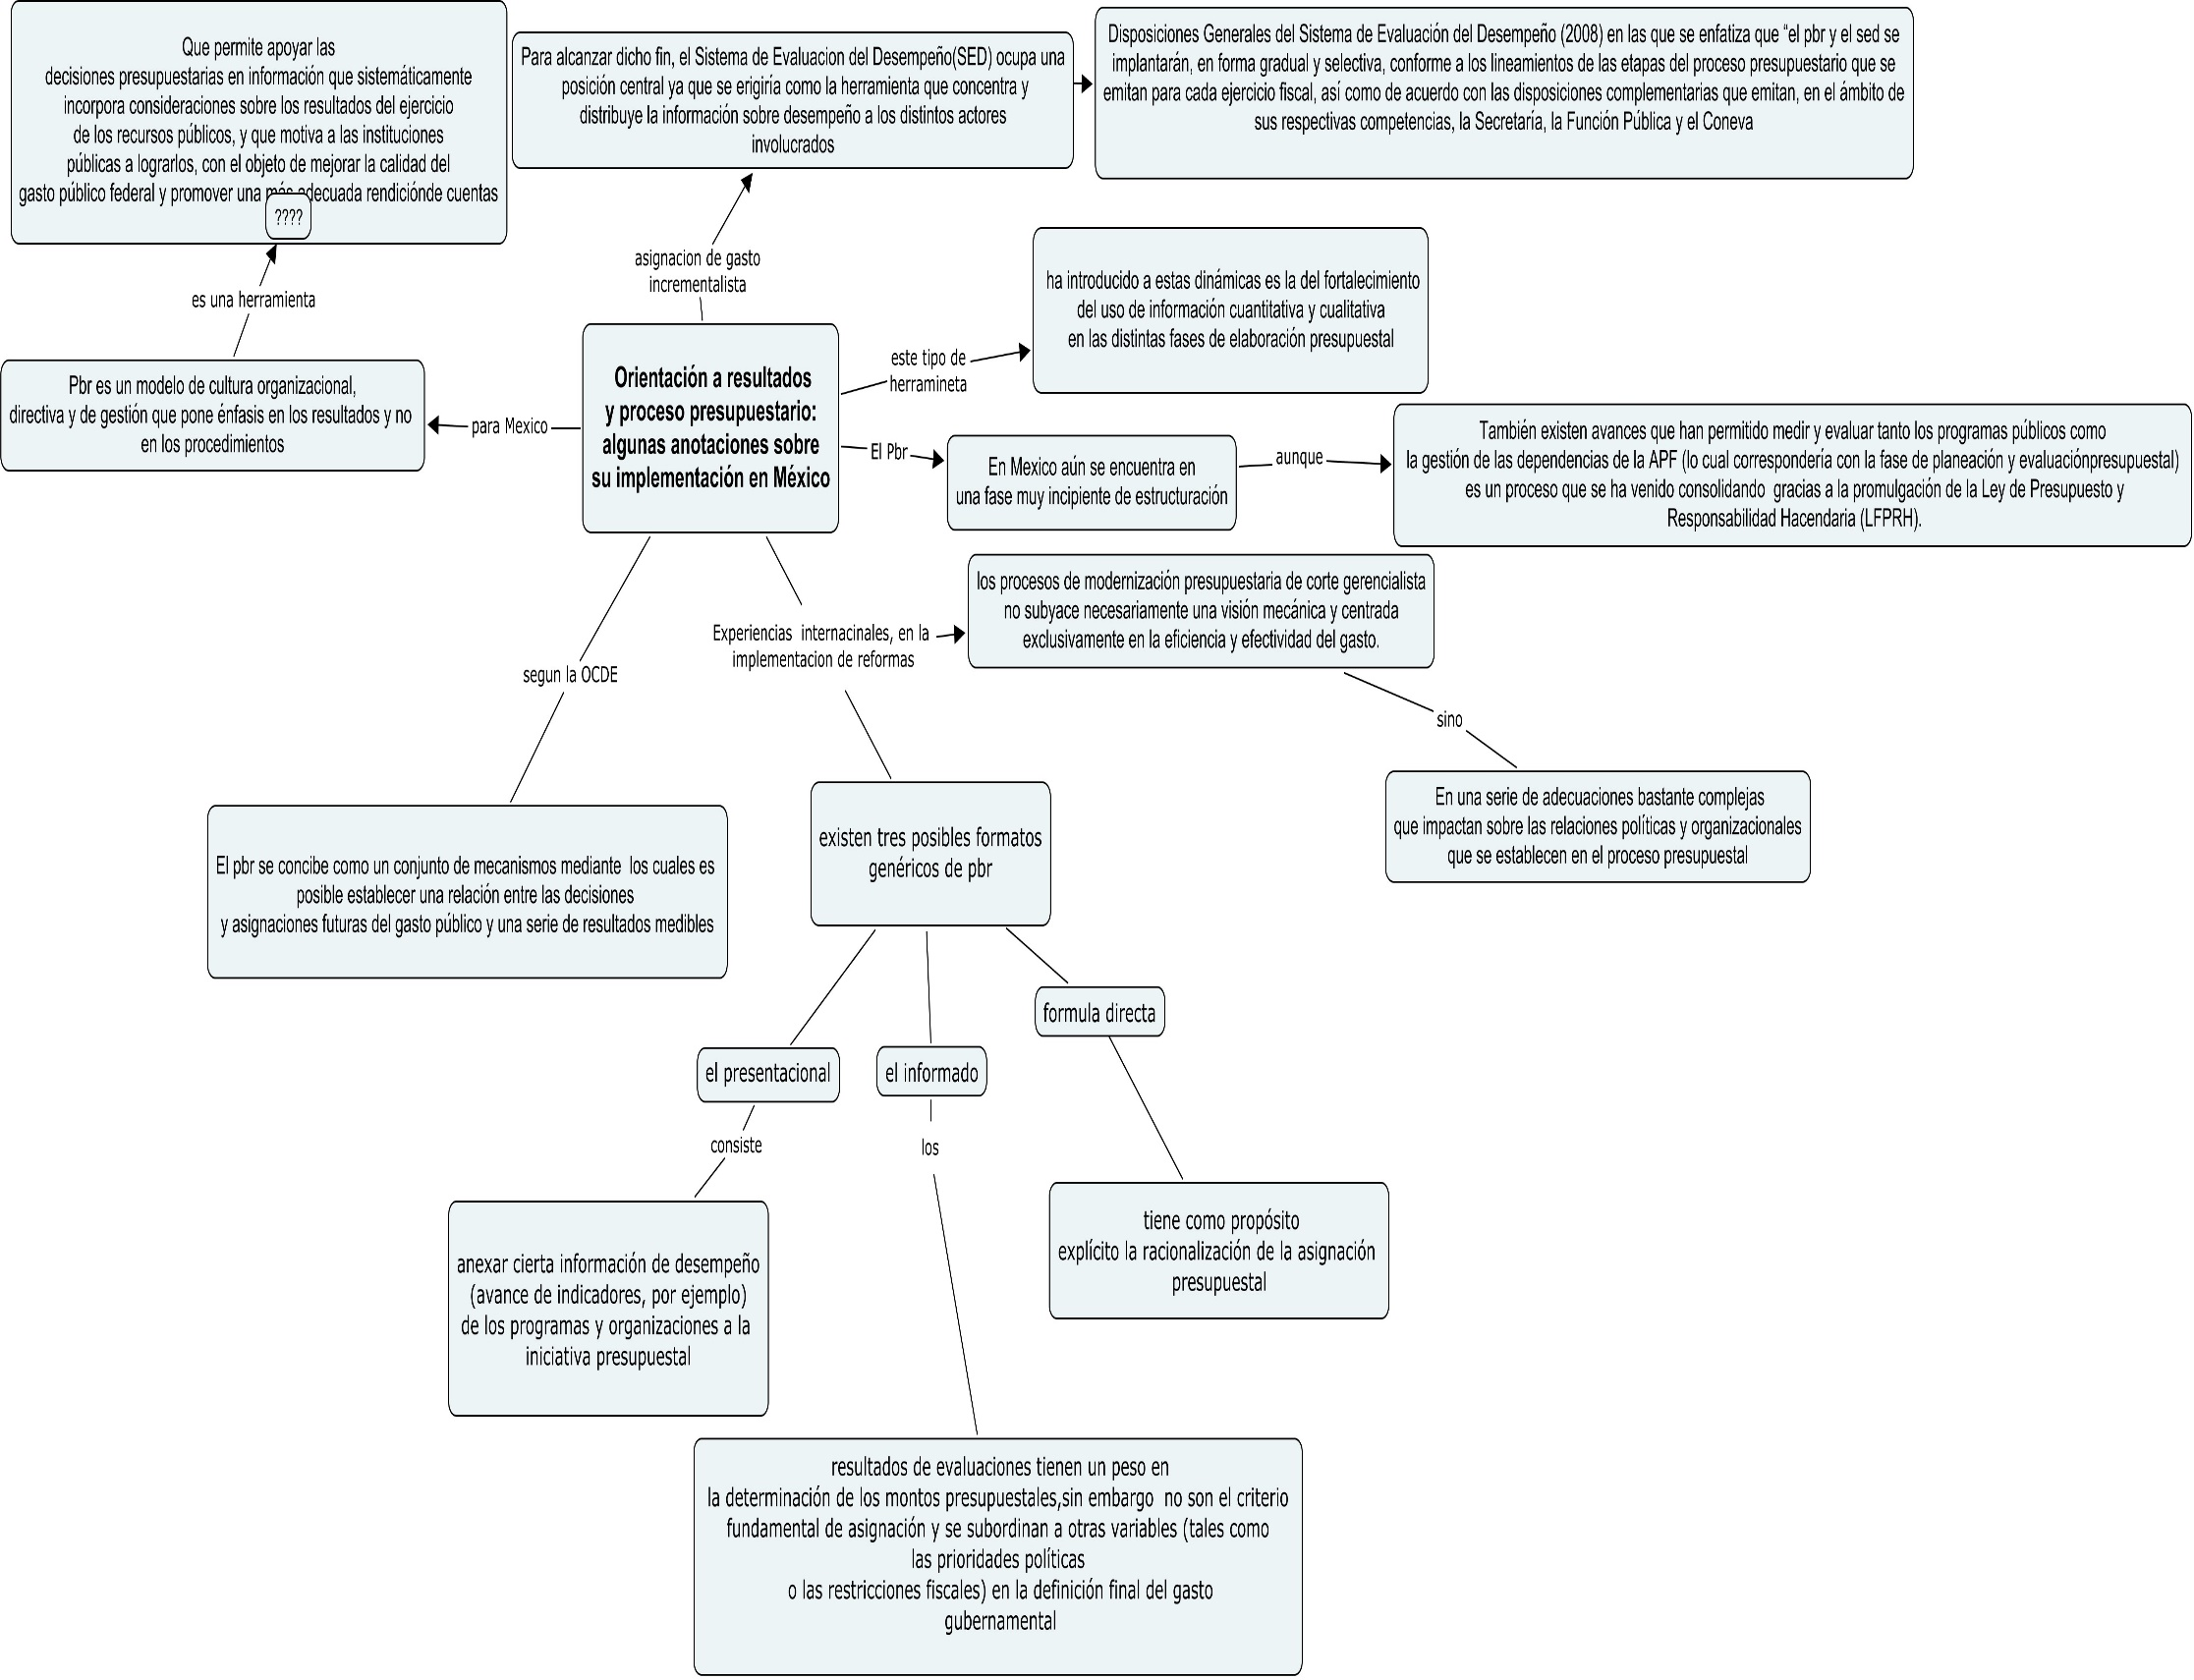 Que permite apoyar las
decisiones presupuestarias en información que sistemáticamente
incorpora consideraciones sobre los resultados del ejercicio
de los recursos públicos, y que motiva a las instituciones
públicas a lograrlos, con el objeto de mejorar la calidad del
gasto público federal y promover una más adecuada rendiciónde cuentas
????
es una herramienta
Pbr es un modelo de cultura organizacional,
directiva y de gestión que pone énfasis en los resultados y no
en los procedimientos
para Mexico
Para alcanzar dicho fin, el Sistema de Evaluacion del Desempeño(SED) ocupa una
posición central ya que se erigiría como la herramienta que concentra y
distribuye la información sobre desempeño a los distintos actores
involucrados
Disposiciones Generales del Sistema de Evaluación del Desempeño (2008) en las que se enfatiza que “el pbr y el sed se
implantarán, en forma gradual y selectiva, conforme a los lineamientos de las etapas del proceso presupuestario que se
emitan para cada ejercicio fiscal, así como de acuerdo con las disposiciones complementarias que emitan, en el ámbito de
sus respectivas competencias, la Secretaría, la Función Pública y el Coneva
asignacion de gasto
incrementalista
Orientación a resultados
y proceso presupuestario:
algunas anotaciones sobre
su implementación en México
este tipo de
herramineta
ha introducido a estas dinámicas es la del fortalecimiento
del uso de información cuantitativa y cualitativa
en las distintas fases de elaboración presupuestal
El Pbr
En Mexico aún se encuentra en
una fase muy incipiente de estructuración
aunque
También existen avances que han permitido medir y evaluar tanto los programas públicos como
la gestión de las dependencias de la APF (lo cual correspondería con la fase de planeación y evaluaciónpresupuestal)
es un proceso que se ha venido consolidando gracias a la promulgación de la Ley de Presupuesto y
Responsabilidad Hacendaria (LFPRH).
Experiencias internacinales, en la
implementacion de reformas
los procesos de modernización presupuestaria de corte gerencialista
no subyace necesariamente una visión mecánica y centrada
exclusivamente en la eficiencia y efectividad del gasto.
sino
En una serie de adecuaciones bastante complejas
que impactan sobre las relaciones políticas y organizacionales
que se establecen en el proceso presupuestal
segun la OCDE
El pbr se concibe como un conjunto de mecanismos mediante los cuales es
posible establecer una relación entre las decisiones
y asignaciones futuras del gasto público y una serie de resultados medibles
existen tres posibles formatos
genéricos de pbr
el presentacional
consiste
anexar cierta información de desempeño
(avance de indicadores, por ejemplo)
de los programas y organizaciones a la
iniciativa presupuestal
el informado
los
resultados de evaluaciones tienen un peso en
la determinación de los montos presupuestales,sin embargo no son el criterio
fundamental de asignación y se subordinan a otras variables (tales como
las prioridades políticas
o las restricciones fiscales) en la definición final del gasto
gubernamental
formula directa
tiene como propósito
explícito la racionalización de la asignación
presupuestal